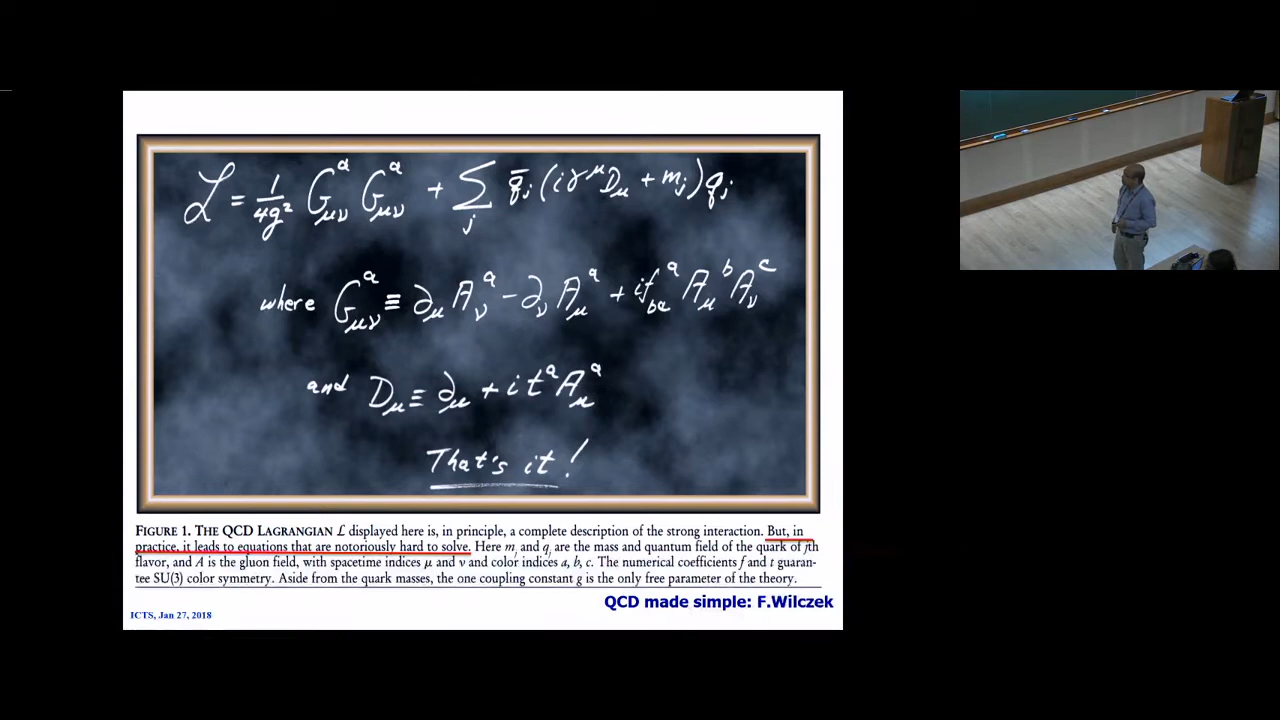 ℒ = 1/4g² G^a_μν G^a_μν + Σ_j q̄_j (iγ^μ D_μ + m_j) q_j
where G^a_μν ≡ ∂_μ A^a_ν − ∂_ν A^a_μ + if^a_bc A^b_μ A^c_ν
and D_μ ≡ ∂_μ + it^a A^a_μ
That's it!
FIGURE 1. THE QCD LAGRANGIAN ℒ displayed here is, in principle, a complete description of the strong interaction. But, in
practice, it leads to equations that are notoriously hard to solve. Here m_j and q_j are the mass and quantum field of the quark of jth
flavor, and A is the gluon field, with spacetime indices μ and ν and color indices a, b, c. The numerical coefficients f and t guaran-
tee SU(3) color symmetry. Aside from the quark masses, the one coupling constant g is the only free parameter of the theory.
QCD made simple: F.Wilczek
ICTS, Jan 27, 2018